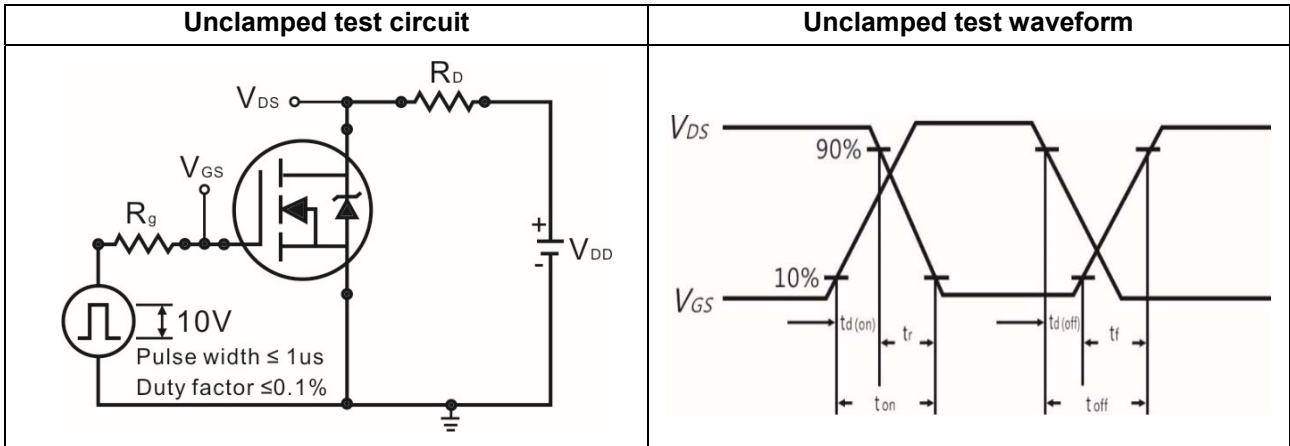 Unclamped test circuit
Unclamped test waveform
RD
VDS
VGS
Rg
+
-
VDD
10V
Pulse width ≤ 1us
Duty factor ≤0.1%
VDS
90%
10%
VGS
td(on)
tr
td(off)
tf
ton
toff